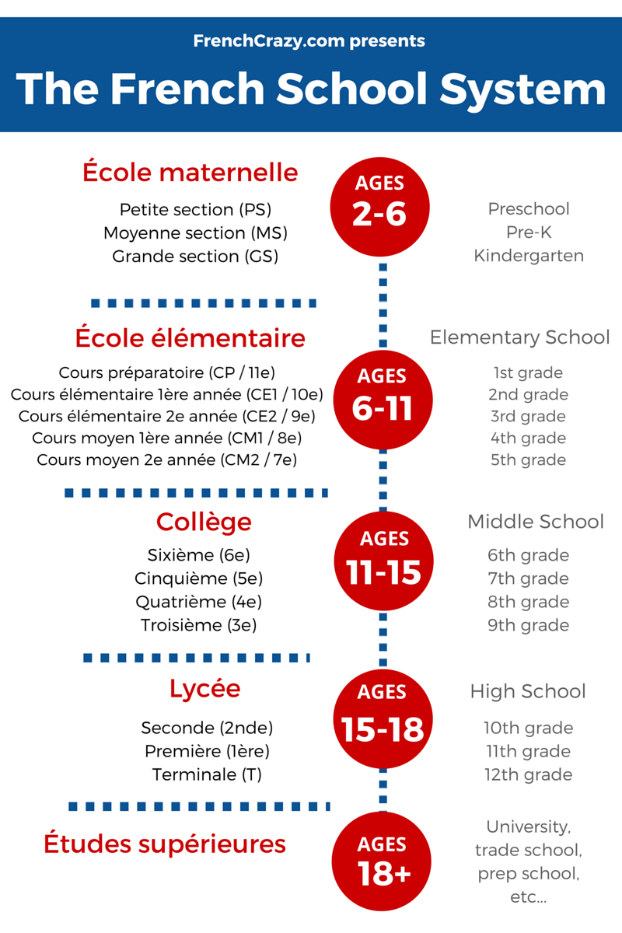 FrenchCrazy.com presents
The French School System
École maternelle
Petite section (PS)
Moyenne section (MS)
Grande section (GS)
AGES
2-6
Preschool
Pre-K
Kindergarten
École élémentaire
Cours préparatoire (CP / 11e)
Cours élémentaire 1ère année (CE1 / 10e)
Cours élémentaire 2e année (CE2 / 9e)
Cours moyen 1ère année (CM1 / 8e)
Cours moyen 2e année (CM2 / 7e)
AGES
6-11
Elementary School
1st grade
2nd grade
3rd grade
4th grade
5th grade
Collège
Sixième (6e)
Cinquième (5e)
Quatrième (4e)
Troisième (3e)
AGES
11-15
Middle School
6th grade
7th grade
8th grade
9th grade
Lycée
Seconde (2nde)
Première (1ère)
Terminale (T)
AGES
15-18
High School
10th grade
11th grade
12th grade
Études supérieures
AGES
18+
University,
trade school,
prep school,
etc...